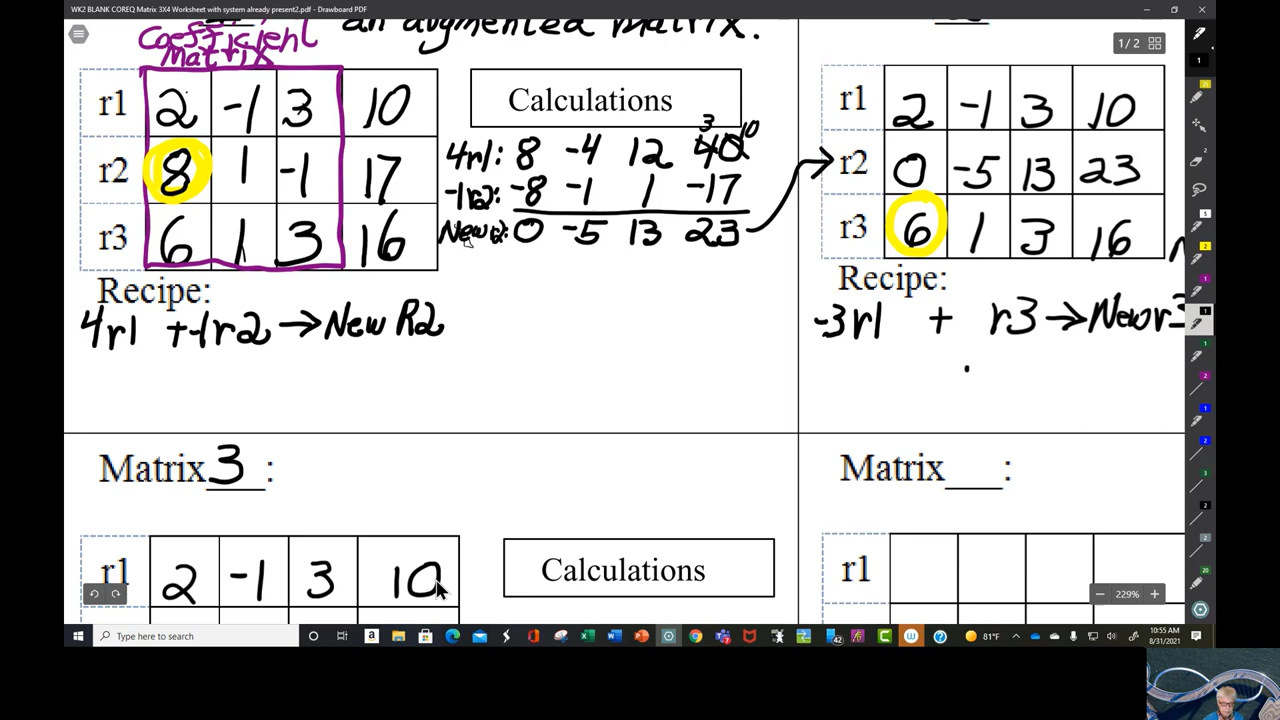 WK2 BLANK COREQ Matrix 3X4 Worksheet with system already present2.pdf - Drawboard PDF
an augmented matrix.
Coefficient
Matrix
1/2
r1 2 -1 3 10
r2 8 1 -1 17
r3 6 1 3 16
Calculations
3 10
4r1: 8 -4 12 40
-1r2: -8 -1 1 -17
New r2: 0 -5 13 23
Recipe:
4r1 + -1r2 → New R2
r1 2 -1 3 10
r2 0 -5 13 23
r3 6 1 3 16
Recipe:
-3r1 + r3 → New r3
Matrix 3 :
r1 2 -1 3 10
Calculations
Matrix___:
r1
229%
Type here to search
42
81°F
10:55 AM
8/31/2021